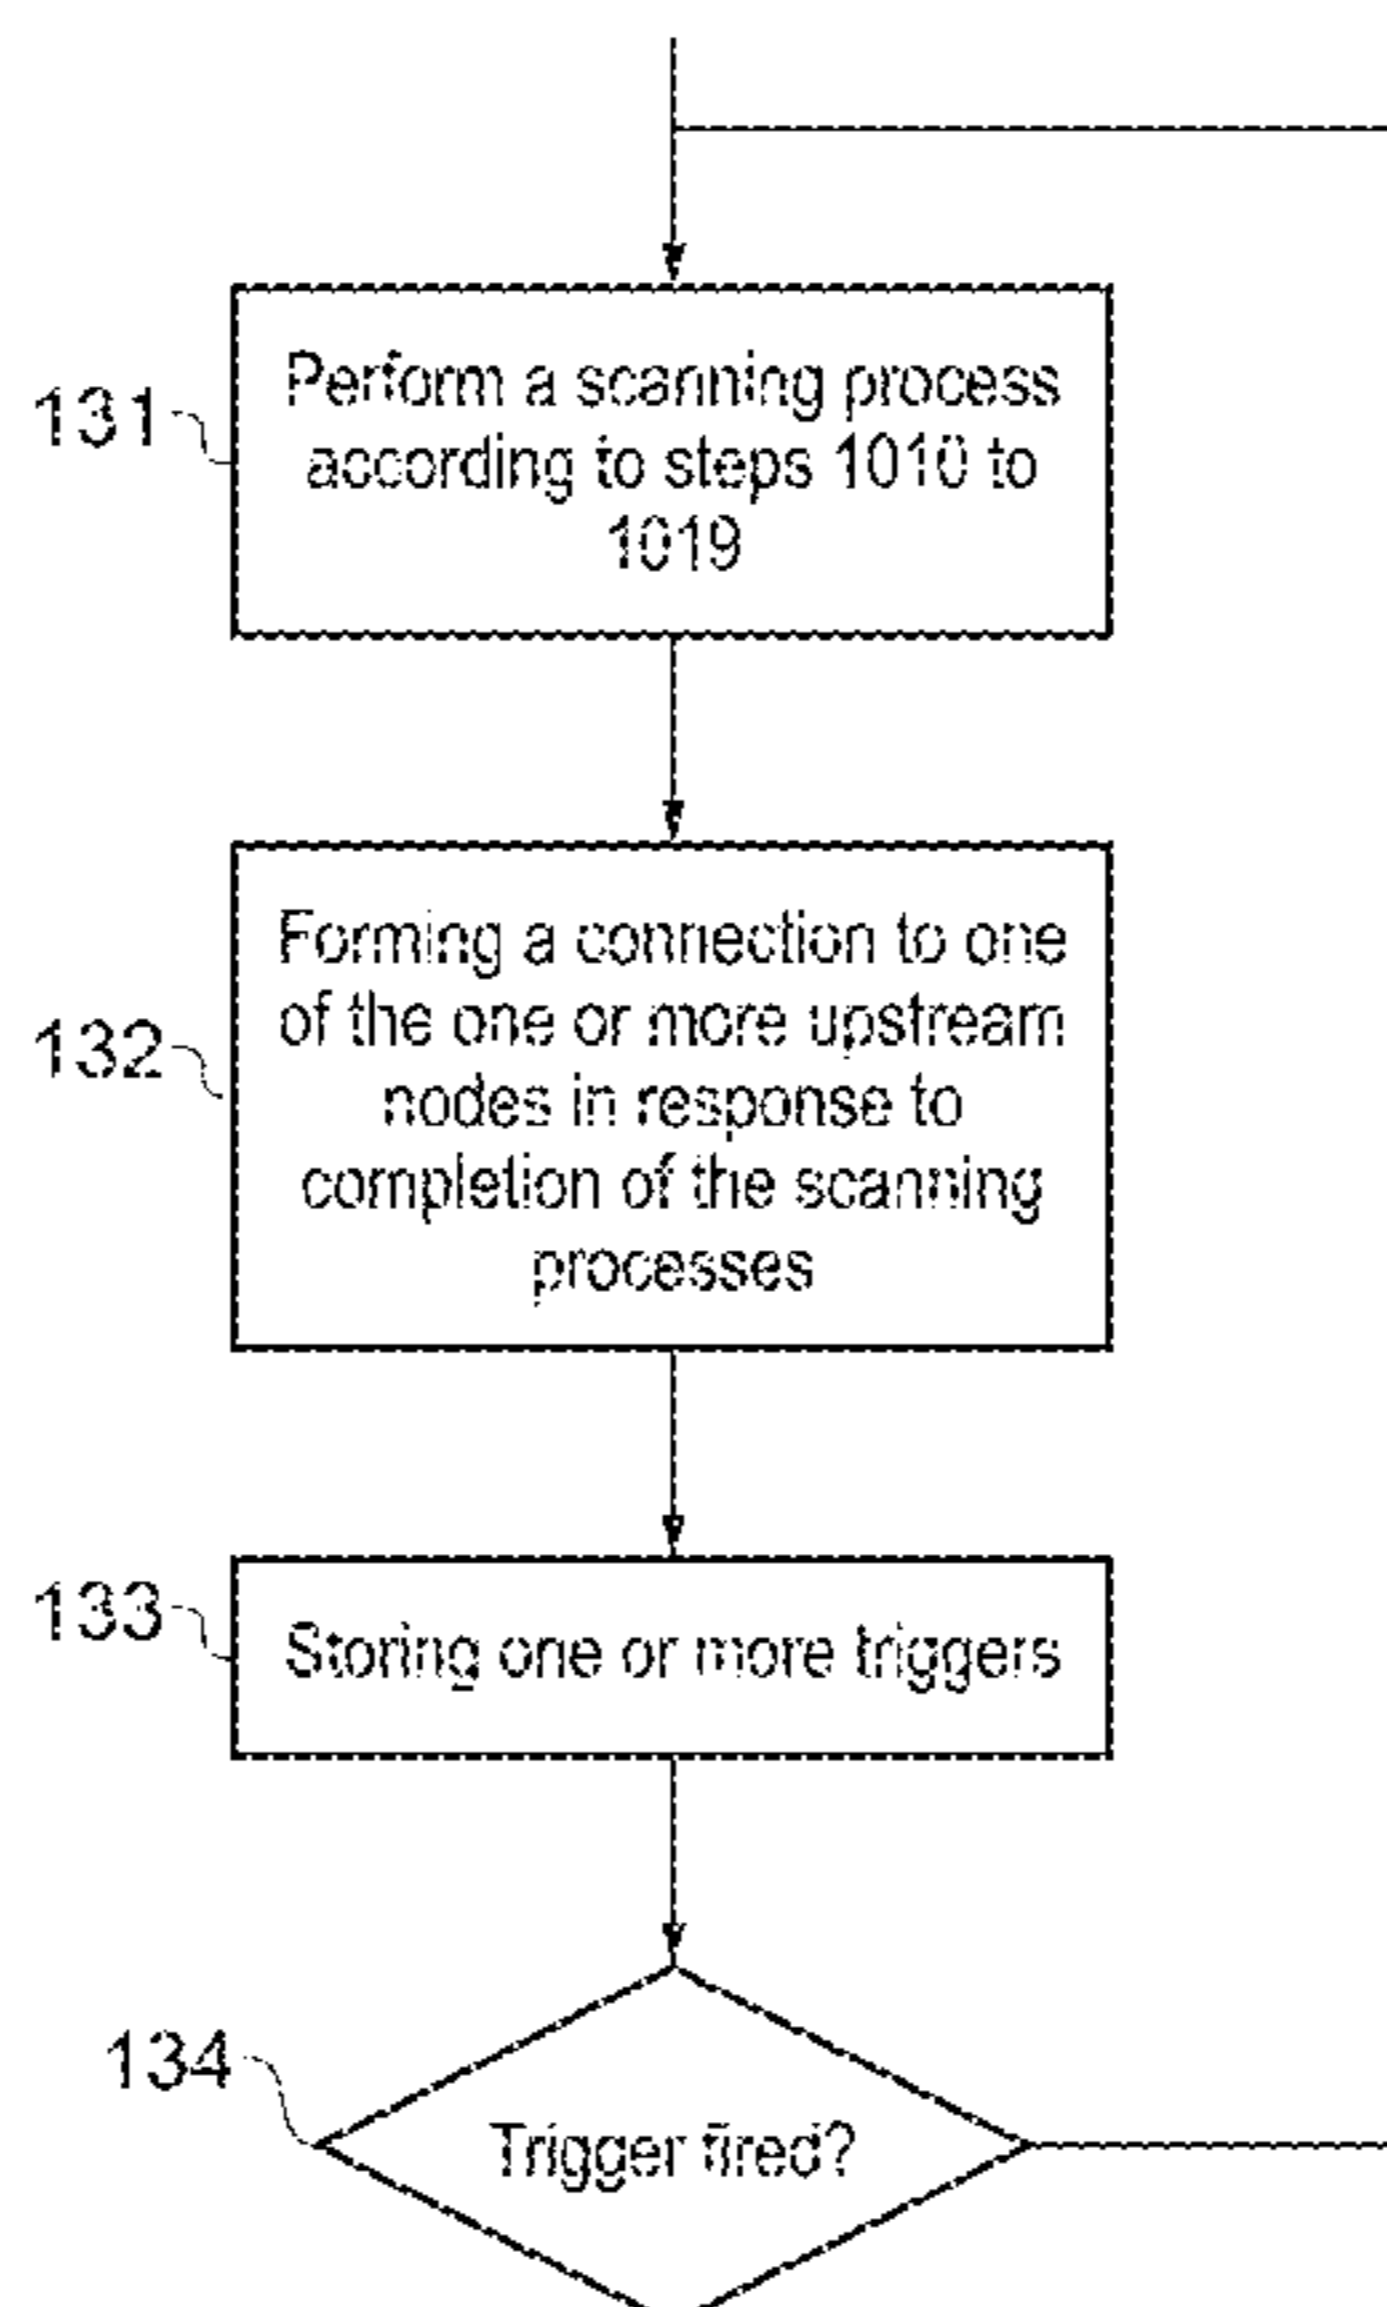 131
Perform a scanning process
according to steps 1010 to
1019
132
Forming a connection to one
of the one or more upstream
nodes in response to
completion of the scanning
processes
133
Storing one or more triggers
134
Trigger fired?